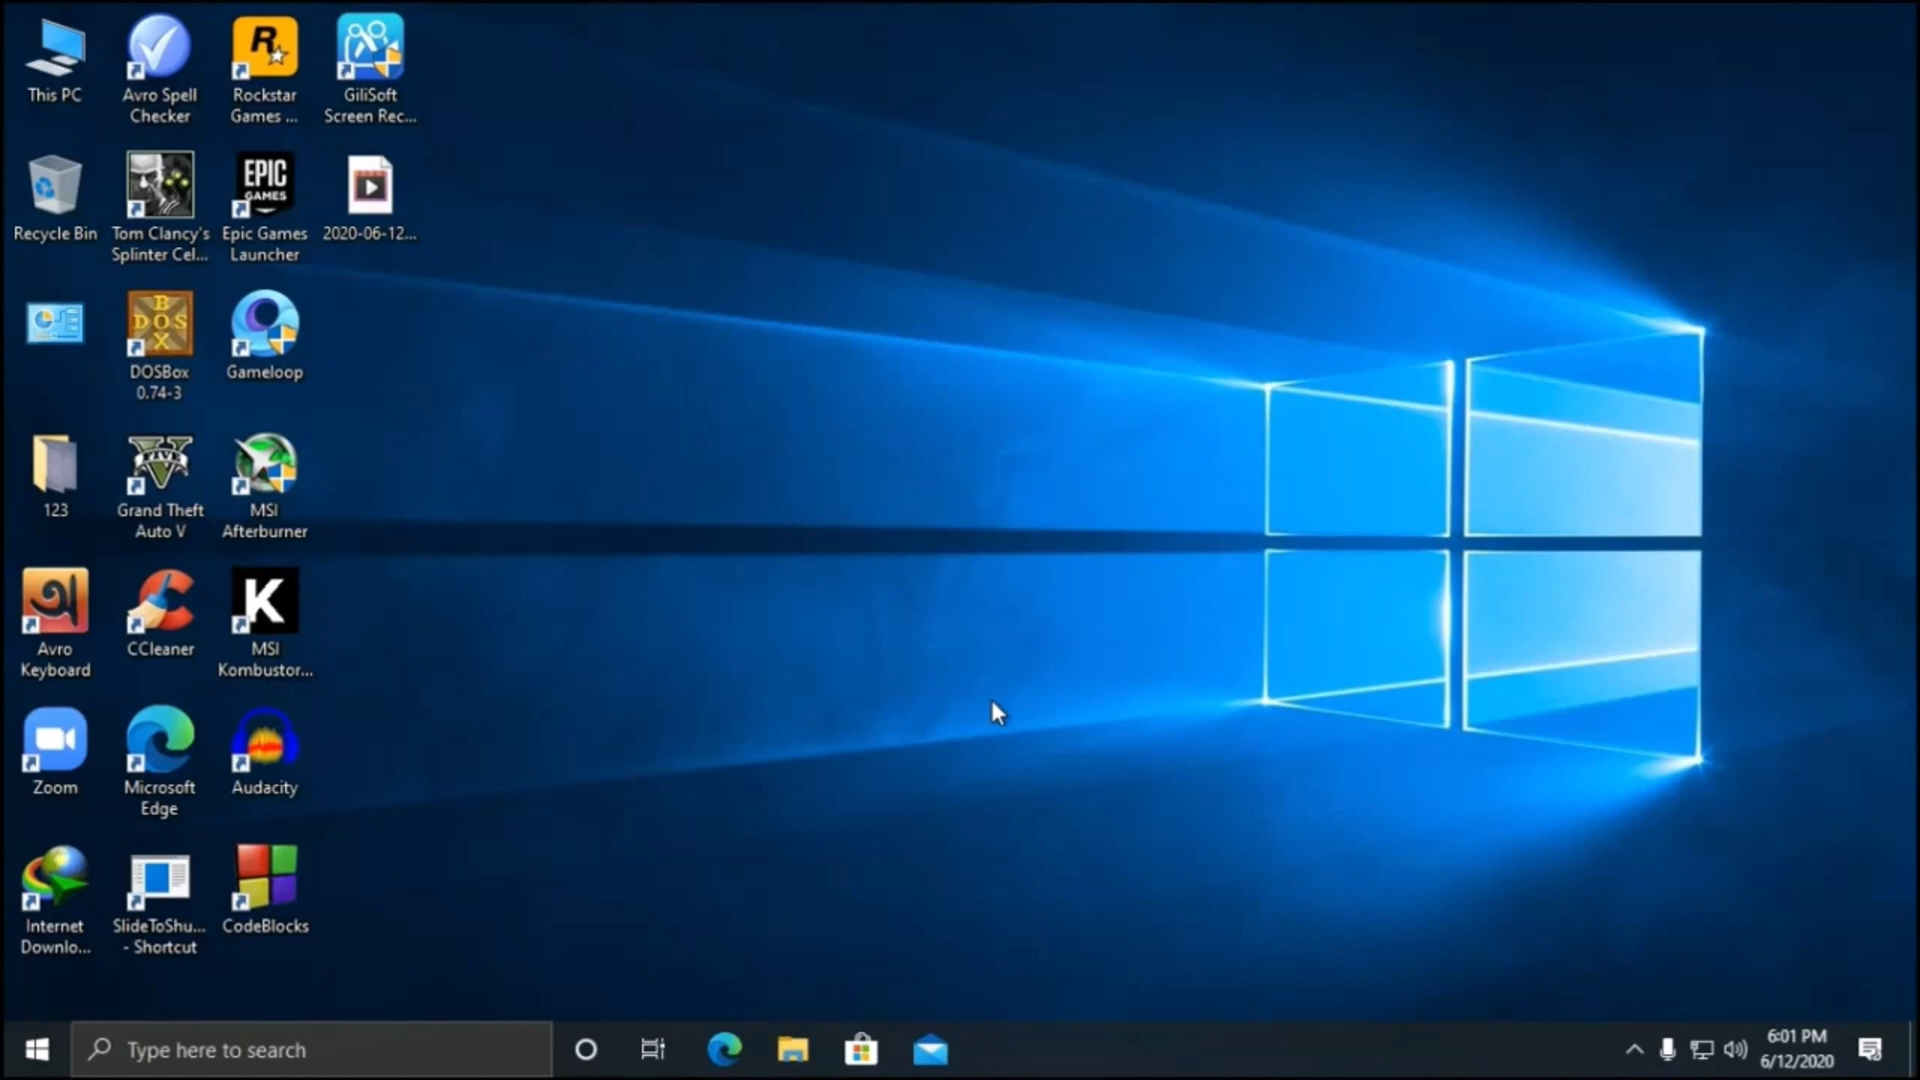 This PC
Avro Spell
Checker
Rockstar
Games ...
GiliSoft
Screen Rec...
Recycle Bin
Tom Clancy's
Splinter Cel...
EPIC
GAMES
Epic Games
Launcher
2020-06-12...
DOSBox
0.74-3
Gameloop
123
Grand Theft
Auto V
MSI
Afterburner
Avro
Keyboard
CCleaner
MSI
Kombustor...
Zoom
Microsoft
Edge
Audacity
Internet
Downlo...
SlideToShu...
- Shortcut
CodeBlocks
Type here to search
6:01 PM
6/12/2020